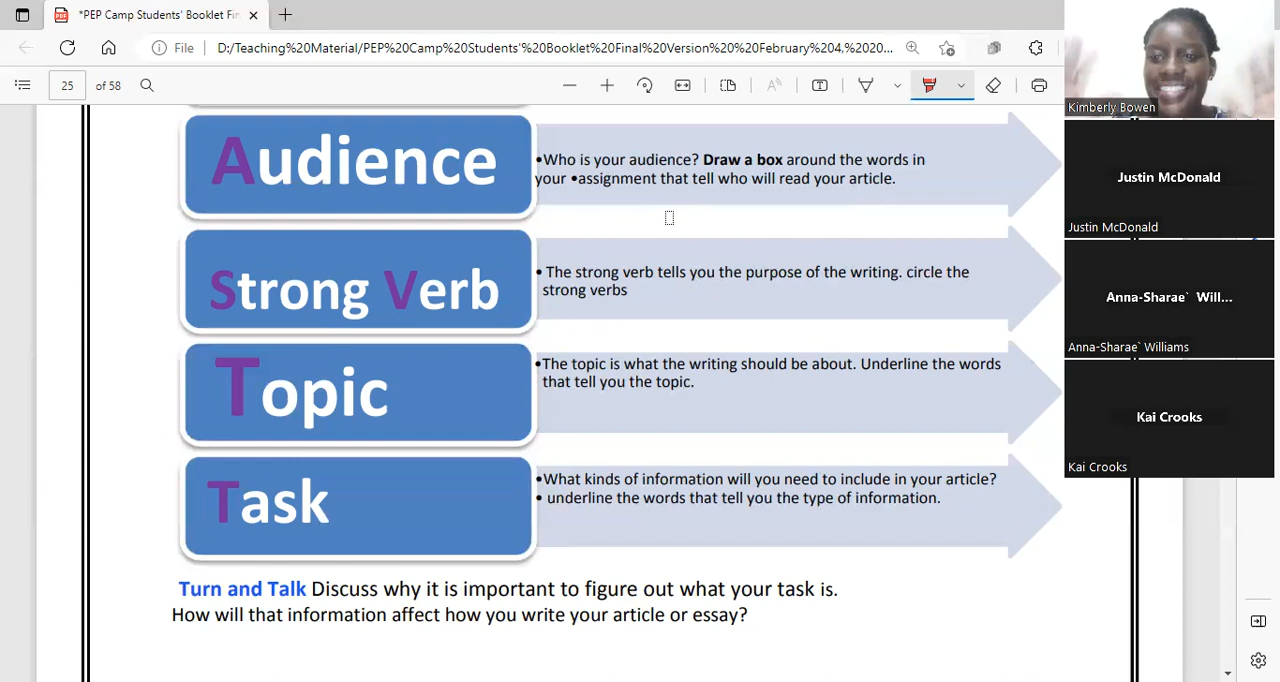 *PEP Camp Students' Booklet Fin
File
D:/Teaching%20Material/PEP%20Camp%20Students'%20Booklet%20Final%20Version%20%20February%204,%2020...
25 of 58
Kimberly Bowen
Justin McDonald
Justin McDonald
Anna-Sharae` Will...
Anna-Sharae` Williams
Kai Crooks
Kai Crooks
Audience
•Who is your audience? Draw a box around the words in
your •assignment that tell who will read your article.
Strong Verb
• The strong verb tells you the purpose of the writing. circle the
strong verbs
Topic
•The topic is what the writing should be about. Underline the words
that tell you the topic.
Task
•What kinds of information will you need to include in your article?
• underline the words that tell you the type of information.
Turn and Talk Discuss why it is important to figure out what your task is.
How will that information affect how you write your article or essay?